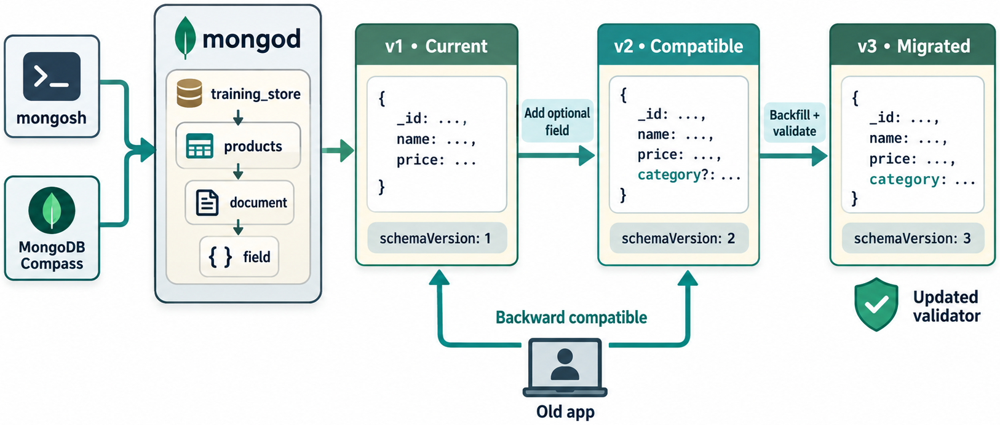 mongosh
MongoDB
Compass
mongod
training_store
products
document
{ } field
v1 • Current
{
_id: ...,
name: ...,
price: ...
}
schemaVersion: 1
Add optional
field
v2 • Compatible
{
_id: ...,
name: ...,
price: ...,
category?: ...
}
schemaVersion: 2
Backfill +
validate
v3 • Migrated
{
_id: ...,
name: ...,
price: ...,
category: ...
}
schemaVersion: 3
Backward compatible
Old app
Updated
validator